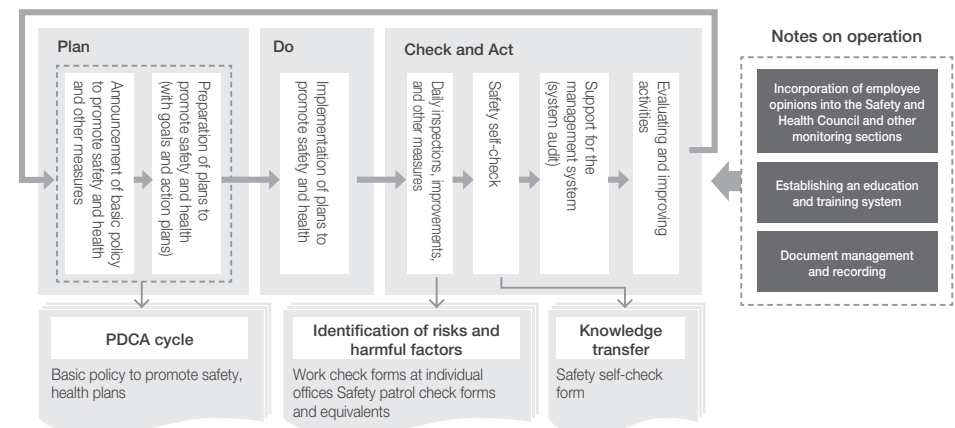 Plan
Announcement of basic policy
to promote safety and health
and other measures
Preparation of plans to
promote safety and health
(with goals and action plans)
Do
Implementation of plans to
promote safety and health
Check and Act
Daily inspections, improvements,
and other measures
Safety self-check
Support for the
management system
(system audit)
Evaluating and improving
activities
Notes on operation
Incorporation of employee
opinions into the Safety and
Health Council and other
monitoring sections
Establishing an education
and training system
Document management
and recording
PDCA cycle
Basic policy to promote safety,
health plans
Identification of risks and
harmful factors
Work check forms at individual
offices Safety patrol check forms
and equivalents
Knowledge
transfer
Safety self-check
form